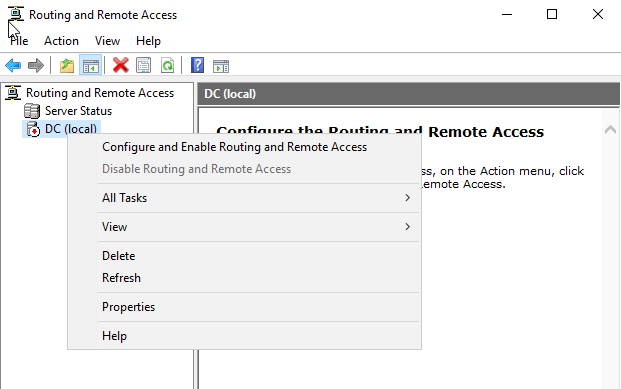 Routing and Remote Access
File Action View Help
Routing and Remote Access
Server Status
DC (local)
DC (local)
Configure the Routing and Remote Access
ss, on the Action menu, click
emote Access.
Configure and Enable Routing and Remote Access
Disable Routing and Remote Access
All Tasks
View
Delete
Refresh
Properties
Help